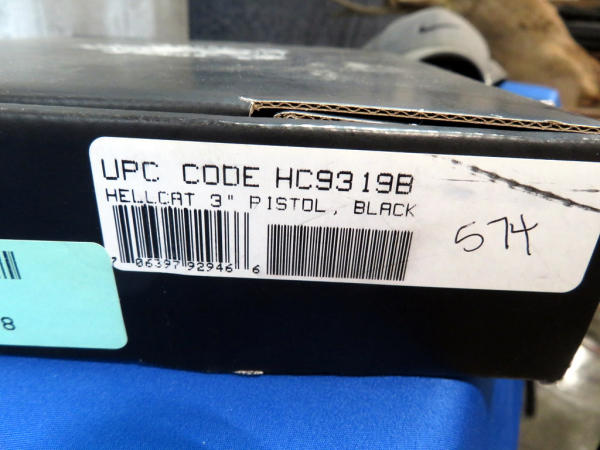 UPC CODE HC9319B
HELLCAT 3" PISTOL, BLACK
574
7 06397 92946 6
8